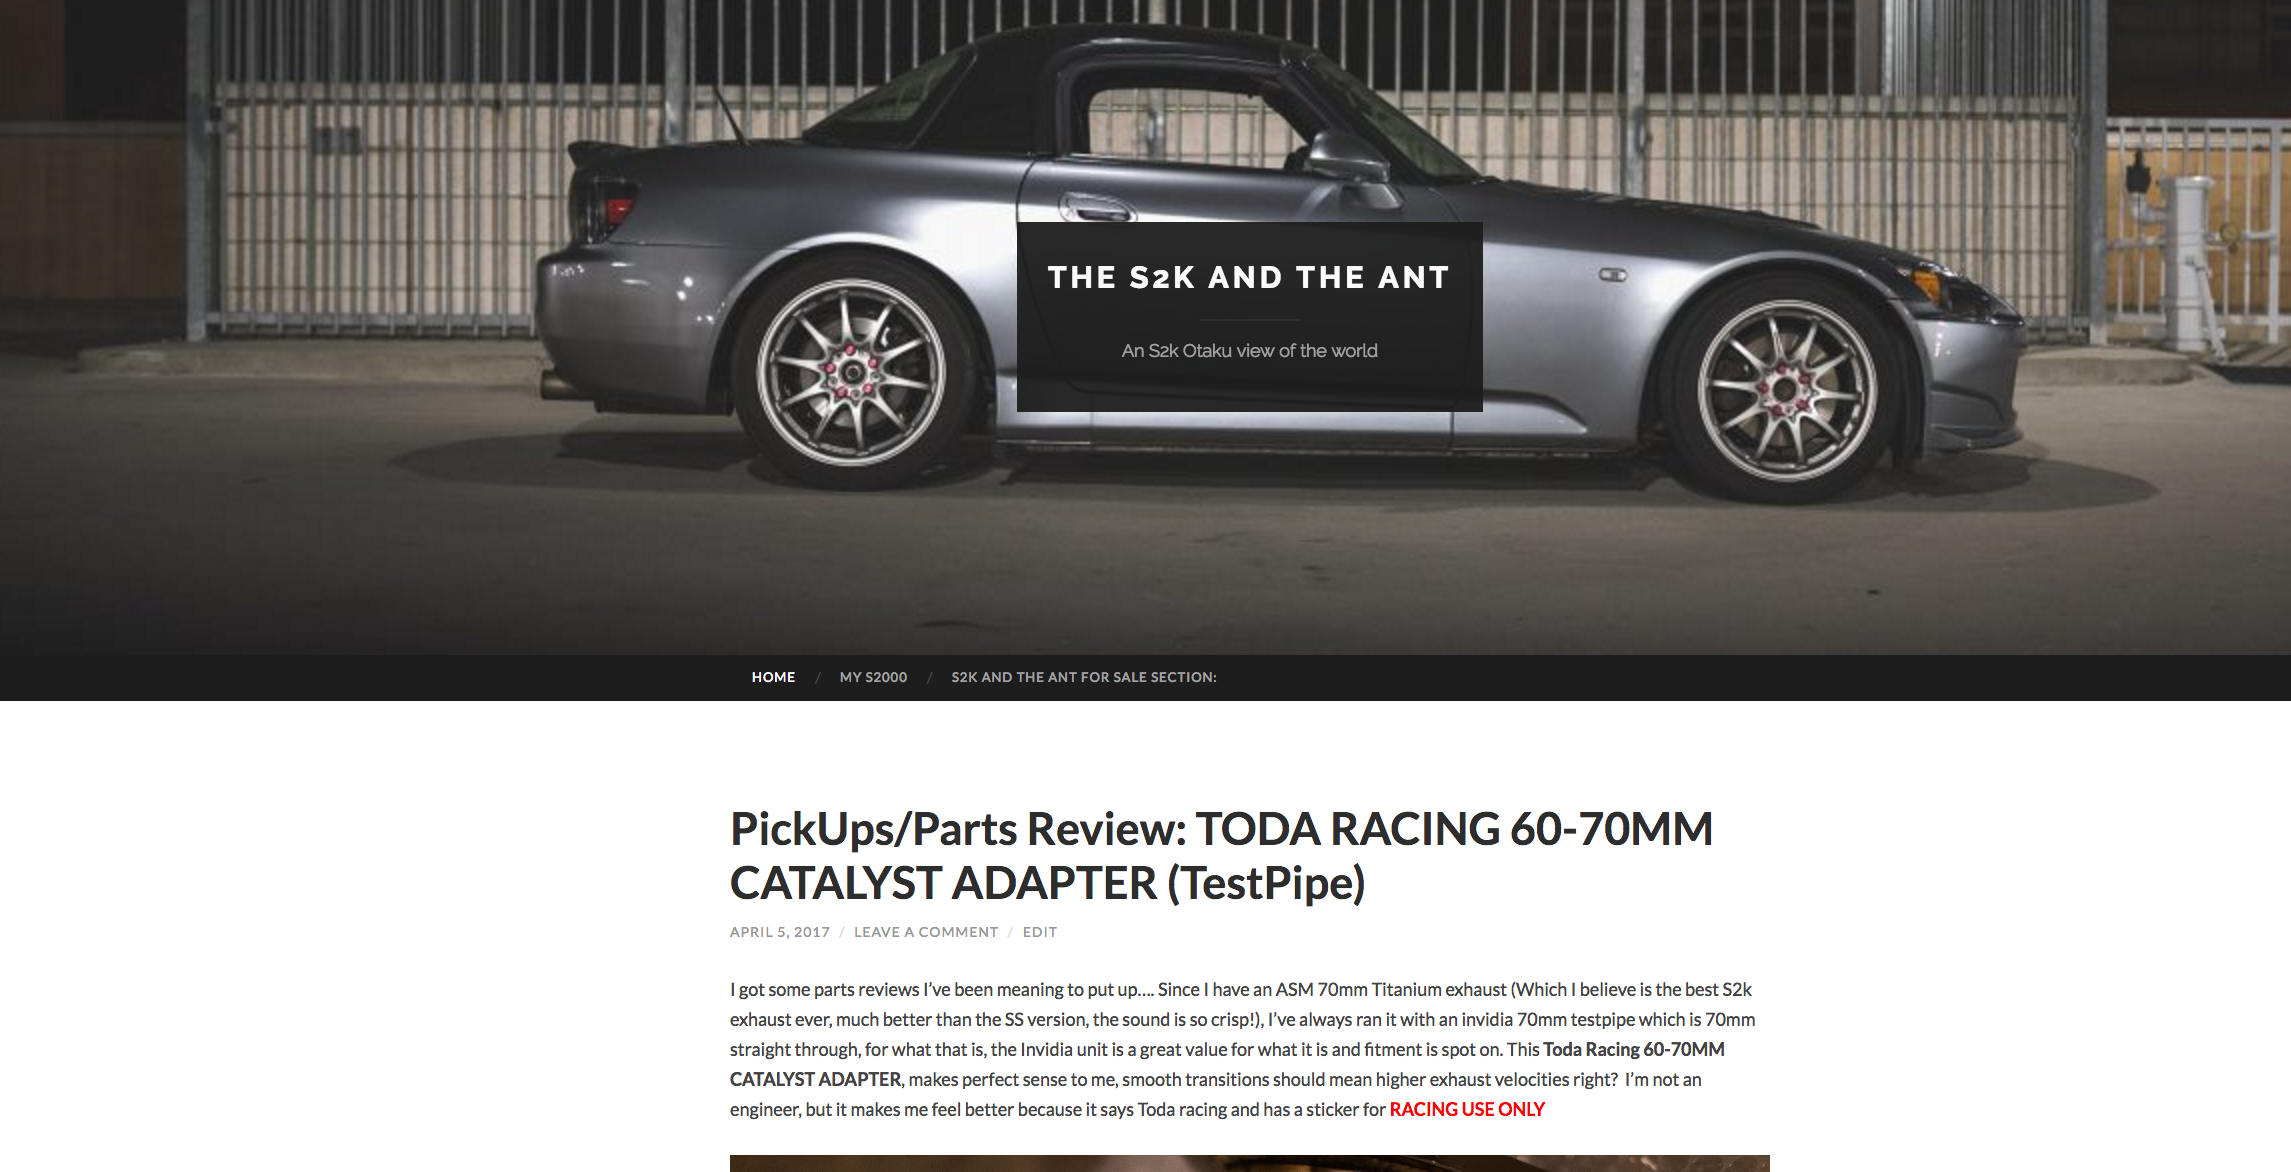 THE S2K AND THE ANT
An S2k Otaku view of the world
HOME / MY S2000 / S2K AND THE ANT FOR SALE SECTION:
PickUps/Parts Review: TODA RACING 60-70MM
CATALYST ADAPTER (TestPipe)
APRIL 5, 2017 / LEAVE A COMMENT / EDIT
I got some parts reviews I’ve been meaning to put up…. Since I have an ASM 70mm Titanium exhaust (Which I believe is the best S2k
exhaust ever, much better than the SS version, the sound is so crisp!), I’ve always ran it with an invidia 70mm testpipe which is 70mm
straight through, for what that is, the Invidia unit is a great value for what it is and fitment is spot on. This Toda Racing 60-70MM
CATALYST ADAPTER, makes perfect sense to me, smooth transitions should mean higher exhaust velocities right?  I’m not an
engineer, but it makes me feel better because it says Toda racing and has a sticker for RACING USE ONLY